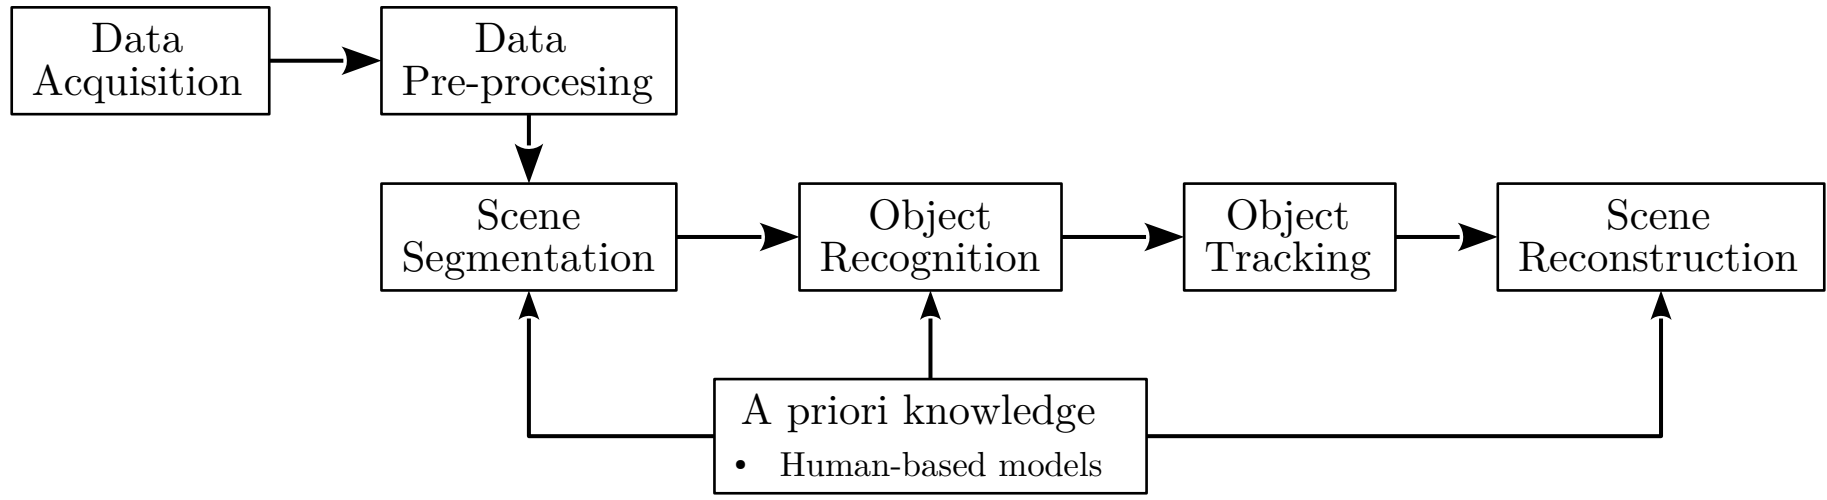 Data
Acquisition
Data
Pre-procesing
Scene
Segmentation
Object
Recognition
Object
Tracking
Scene
Reconstruction
A priori knowledge
• Human-based models